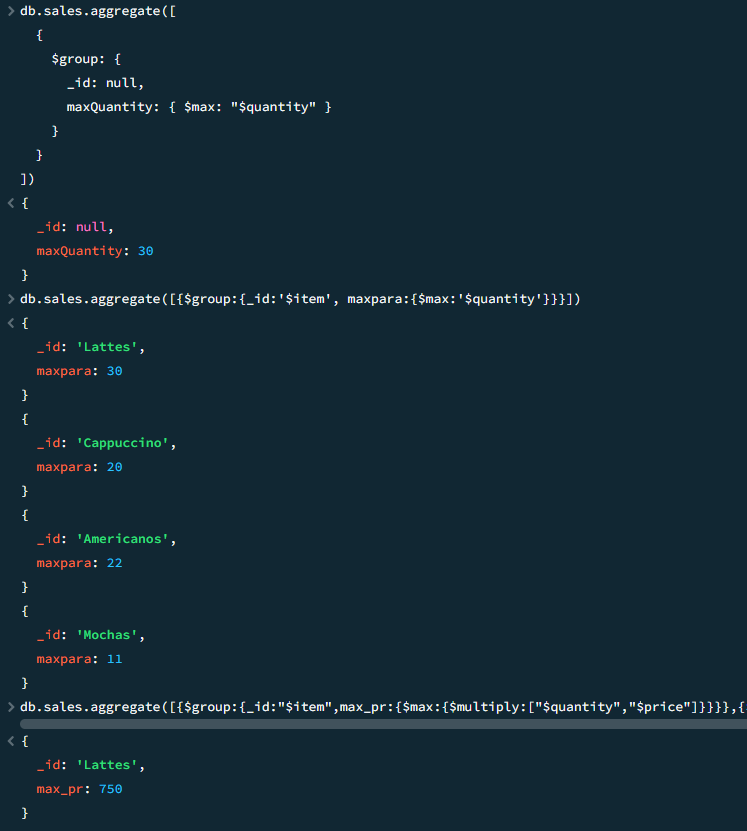 > db.sales.aggregate([
{
$group: {
_id: null,
maxQuantity: { $max: "$quantity" }
}
}
])
< {
_id: null,
maxQuantity: 30
}
> db.sales.aggregate([{$group:{_id:'$item', maxpara:{$max:'$quantity'}}}])
< {
_id: 'Lattes',
maxpara: 30
}
{
_id: 'Cappuccino',
maxpara: 20
}
{
_id: 'Americanos',
maxpara: 22
}
{
_id: 'Mochas',
maxpara: 11
}
> db.sales.aggregate([{$group:{_id:"$item",max_pr:{$max:{$multiply:["$quantity","$price"]}}}},{
< {
_id: 'Lattes',
max_pr: 750
}